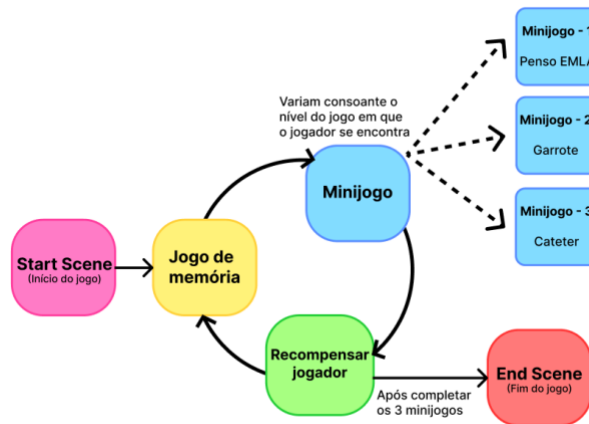 Minijogo - 1
Penso EMLA
Variam consoante o
nível do jogo em que
o jogador se encontra
Minijogo - 2
Garrote
Minijogo
Minijogo - 3
Cateter
Start Scene
(Início do jogo)
Jogo de
memória
Recompensar
jogador
End Scene
(Fim do jogo)
Após completar
os 3 minijogos